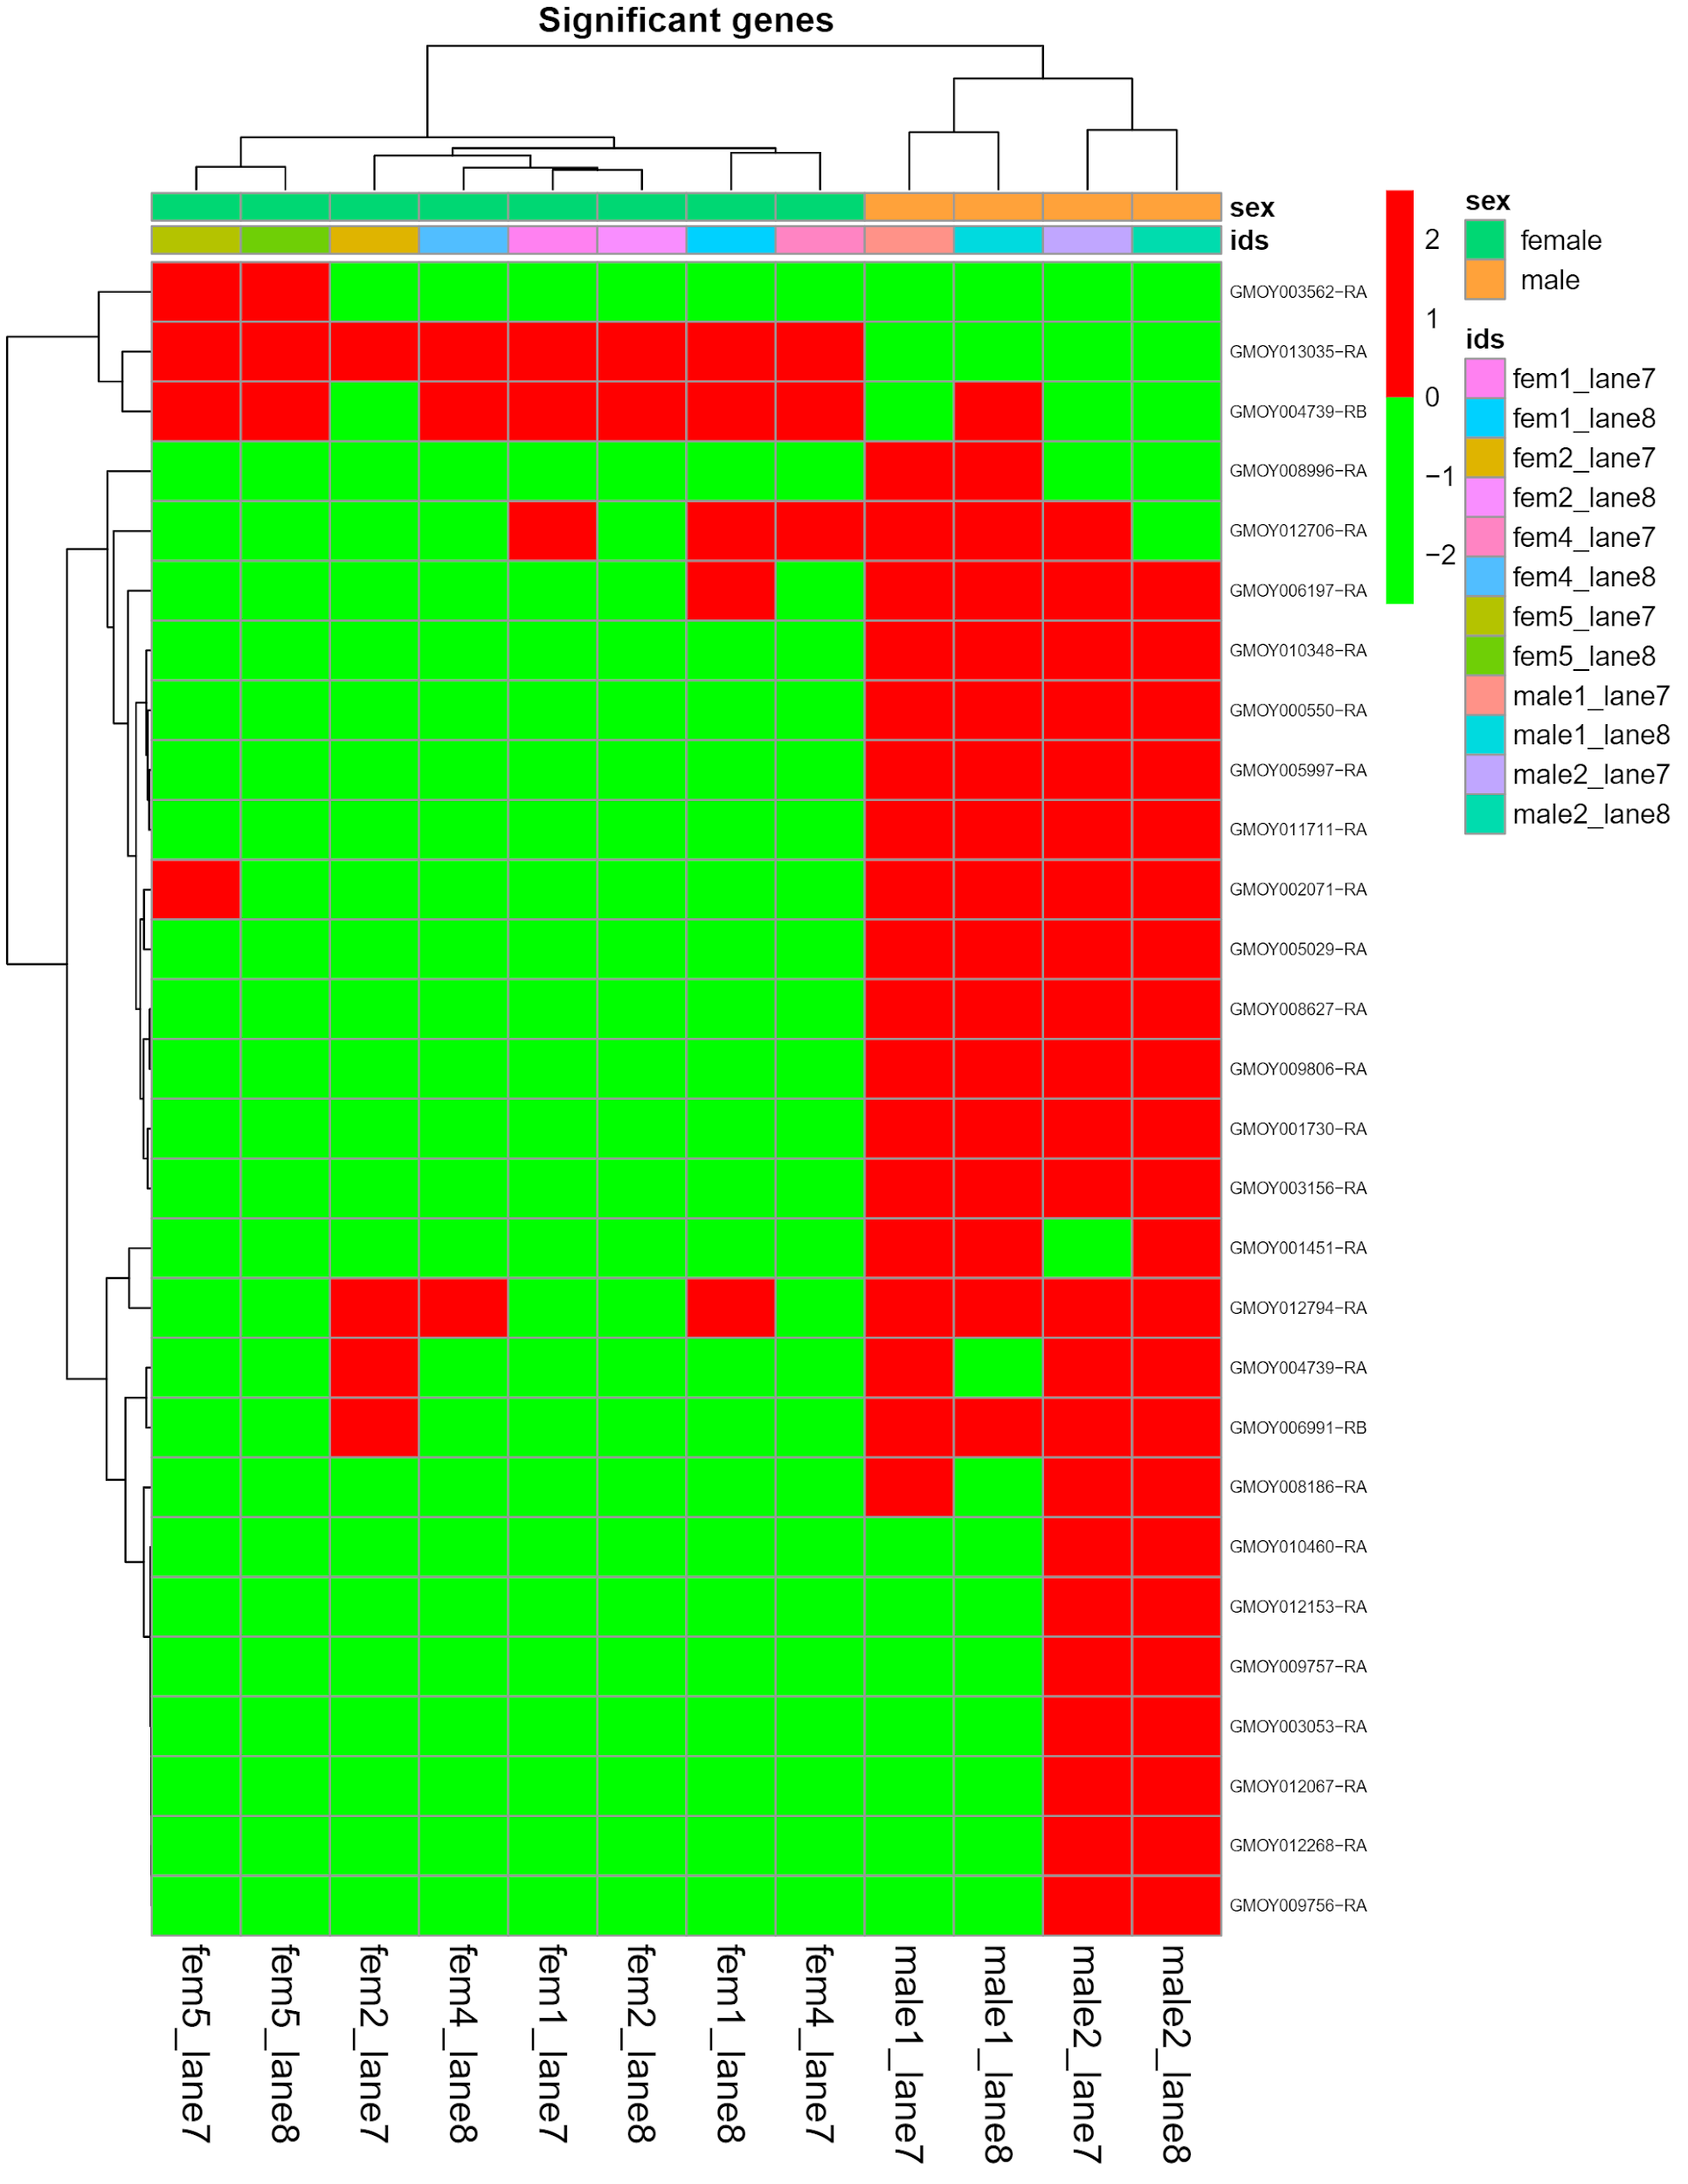 Significant genes
sex
ids
GMOY003562-RA
GMOY013035-RA
GMOY004739-RB
GMOY008996-RA
GMOY012706-RA
GMOY006197-RA
GMOY010348-RA
GMOY000550-RA
GMOY005997-RA
GMOY011711-RA
GMOY002071-RA
GMOY005029-RA
GMOY008627-RA
GMOY009806-RA
GMOY001730-RA
GMOY003156-RA
GMOY001451-RA
GMOY012794-RA
GMOY004739-RA
GMOY006991-RB
GMOY008186-RA
GMOY010460-RA
GMOY012153-RA
GMOY009757-RA
GMOY003053-RA
GMOY012067-RA
GMOY012268-RA
GMOY009756-RA
fem5_lane7
fem5_lane8
fem2_lane7
fem4_lane8
fem1_lane7
fem2_lane8
fem1_lane8
fem4_lane7
male1_lane7
male1_lane8
male2_lane7
male2_lane8
2
1
0
−1
−2
sex
female
male
ids
fem1_lane7
fem1_lane8
fem2_lane7
fem2_lane8
fem4_lane7
fem4_lane8
fem5_lane7
fem5_lane8
male1_lane7
male1_lane8
male2_lane7
male2_lane8